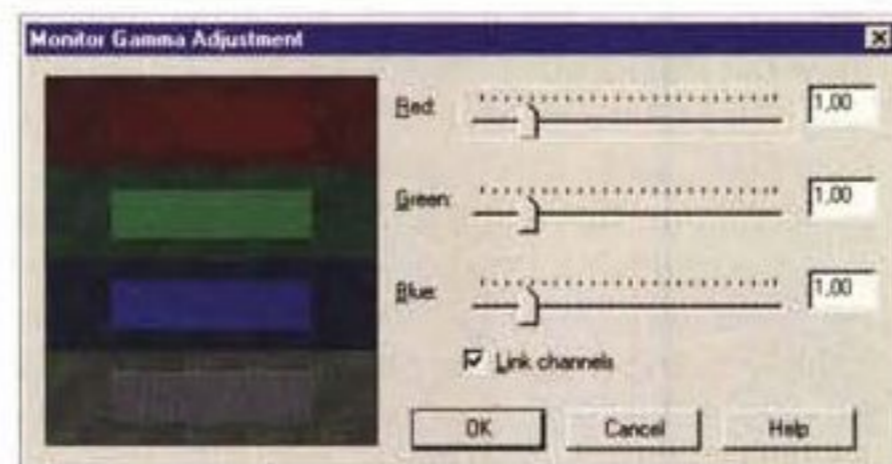 Monitor Gamma Adjustment
Red: 1,00
Green: 1,00
Blue: 1,00
Link channels
OK Cancel Help